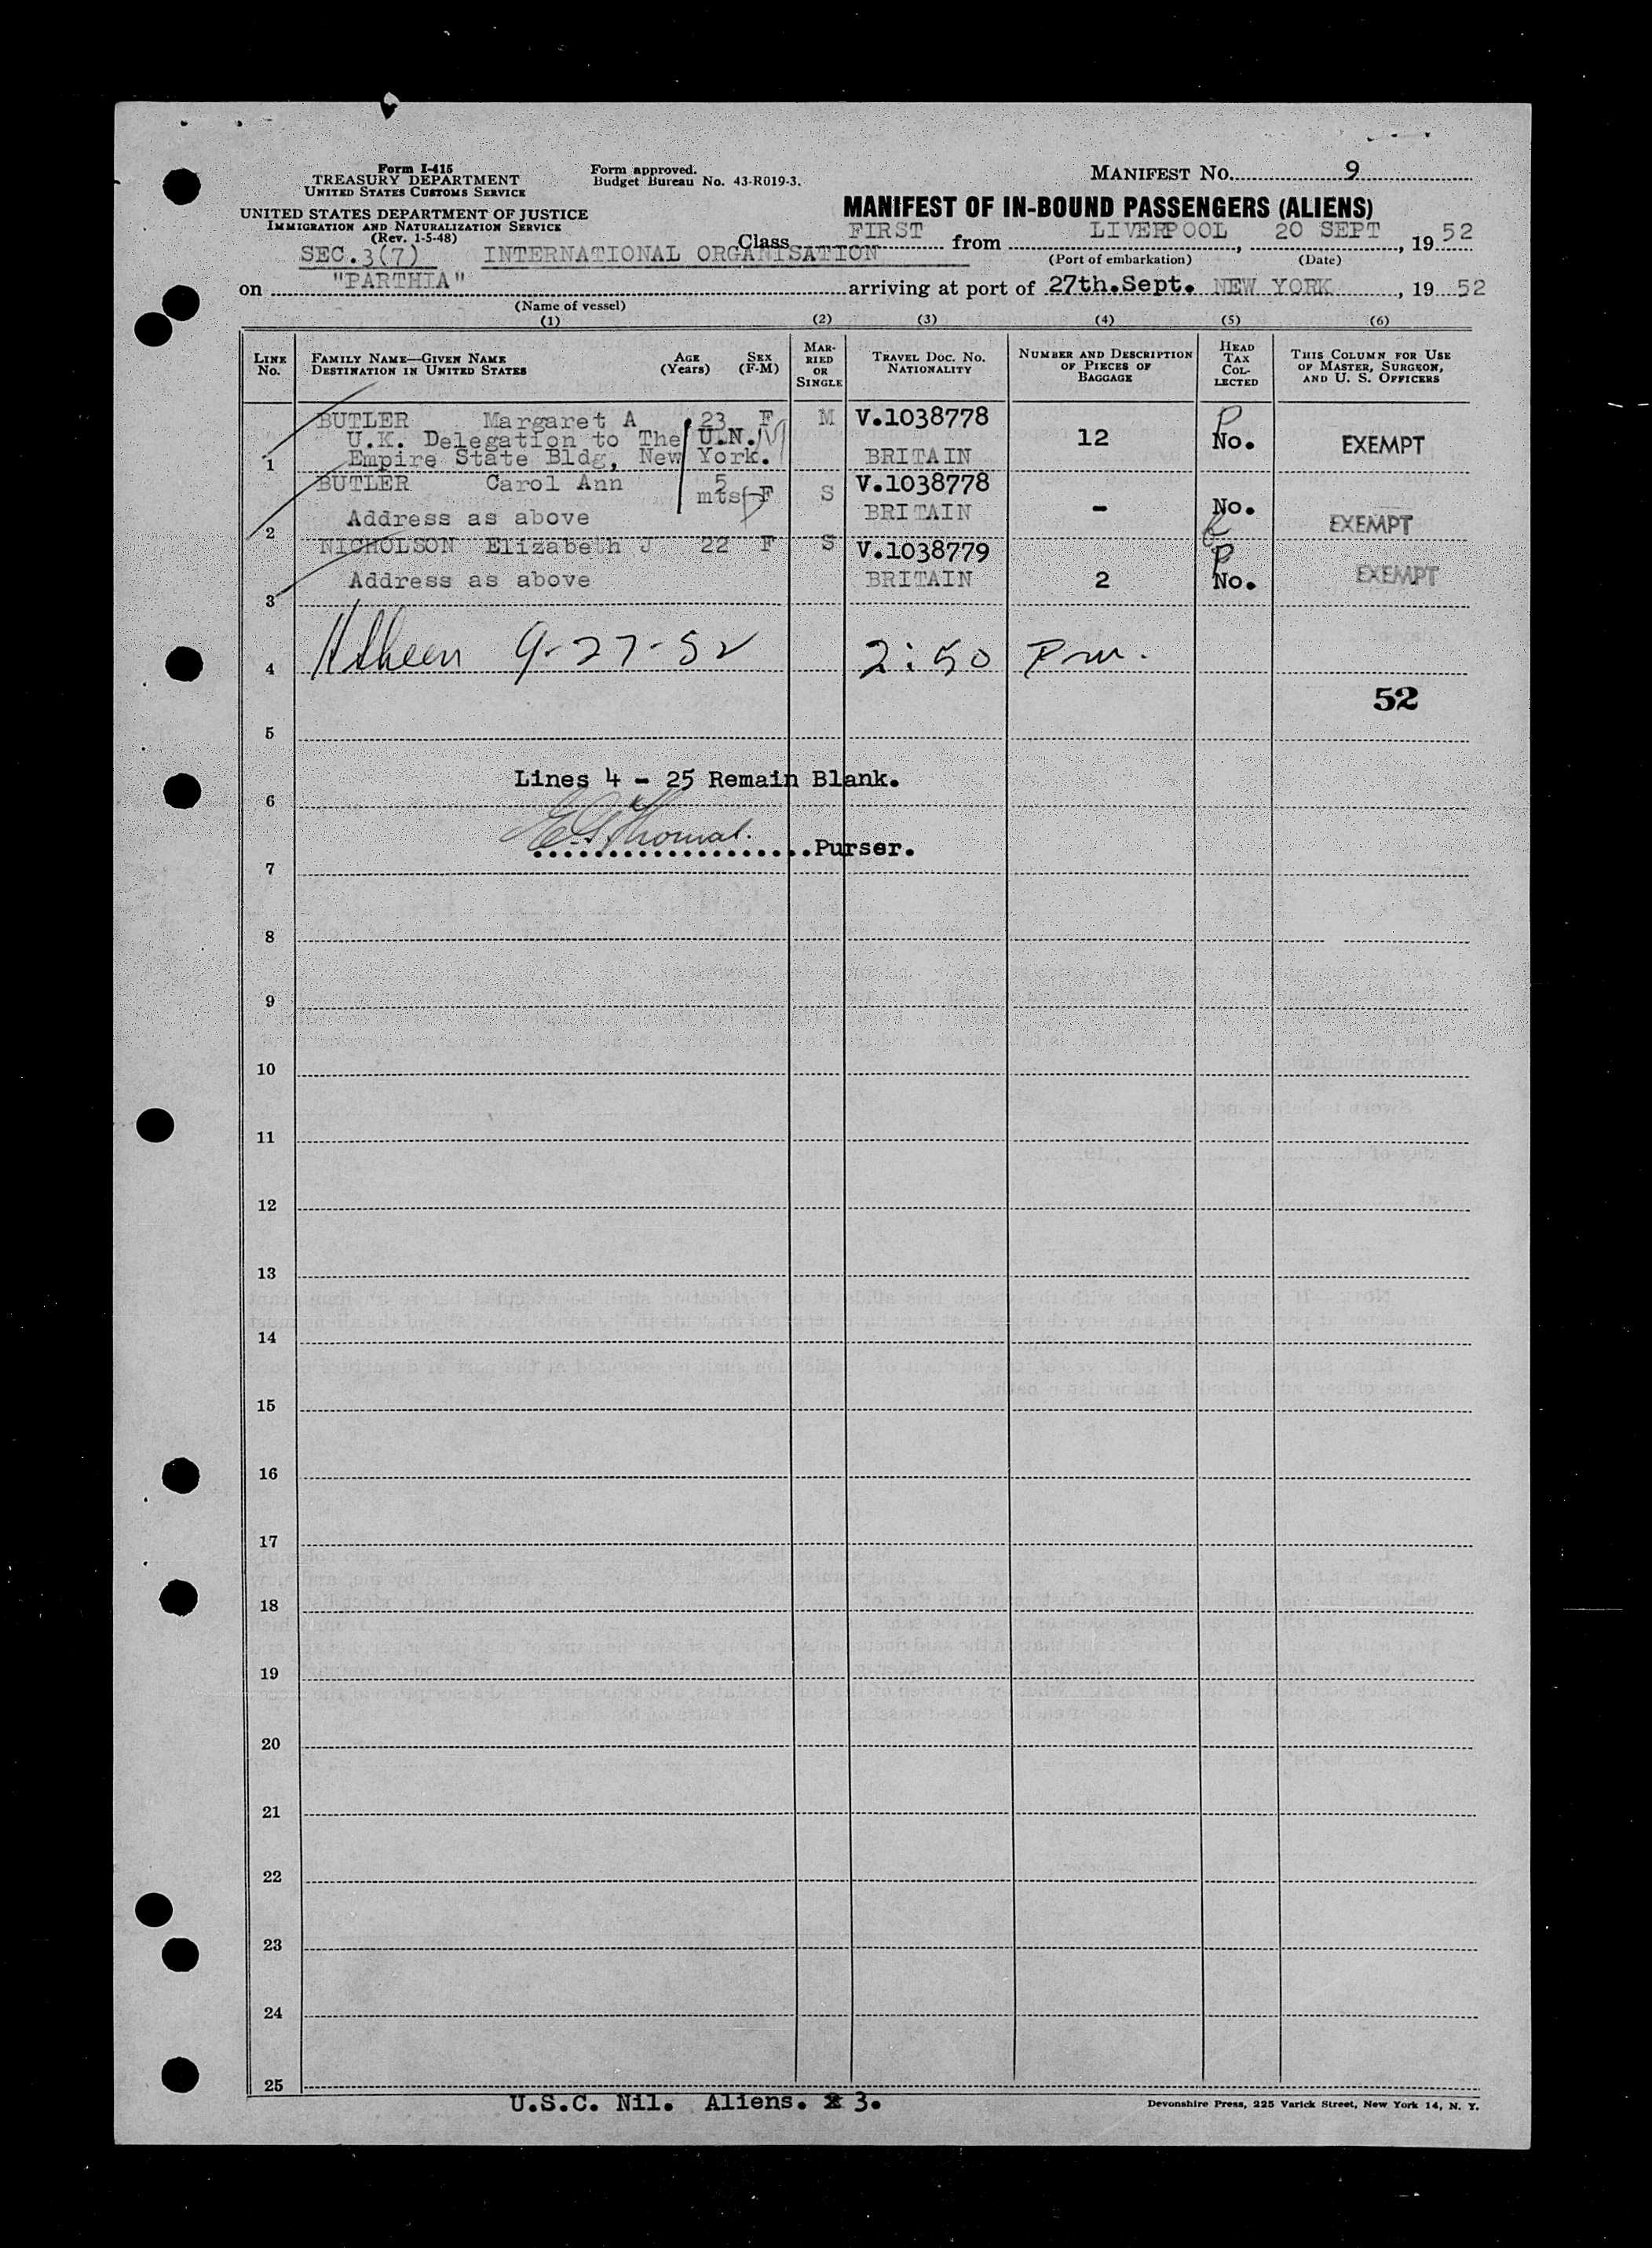 Form I-415
TREASURY DEPARTMENT
UNITED STATES CUSTOMS SERVICE
UNITED STATES DEPARTMENT OF JUSTICE
IMMIGRATION AND NATURALIZATION SERVICE
(Rev. 1-5-48)
Form approved.
Budget Bureau No. 43-R019-3.
MANIFEST No. 9
MANIFEST OF IN-BOUND PASSENGERS (ALIENS)
Class FIRST from LIVERPOOL, 20 SEPT, 1952
(Port of embarkation) (Date)
SEC.3(7) INTERNATIONAL ORGANISATION
on "PARTHIA" arriving at port of 27th.Sept. NEW YORK, 1952
(Name of vessel)
(1) (2) (3) (4) (5) (6)
LINE No. FAMILY NAME—GIVEN NAME DESTINATION IN UNITED STATES AGE (Years) SEX (F-M) MARRIED OR SINGLE TRAVEL DOC. NO. NATIONALITY NUMBER AND DESCRIPTION OF PIECES OF BAGGAGE HEAD TAX COLLECTED THIS COLUMN FOR USE OF MASTER, SURGEON, AND U. S. OFFICERS
BUTLER Margaret A 23 F M V.1038778
U.K. Delegation to The U.N. 12 No. EXEMPT
1 Empire State Bldg, New York. BRITAIN
BUTLER Carol Ann 5 mts F S V.1038778
2 Address as above BRITAIN - No. EXEMPT
NICHOLSON Elizabeth J 22 F S V.1038779
3 Address as above BRITAIN 2 No. EXEMPT
4 9-27-52 2:50 Pm.
52
5
Lines 4 - 25 Remain Blank.
6
E.G. Thomas. Purser.
7
8
9
10
11
12
13
14
15
16
17
18
19
20
21
22
23
24
25
U.S.C. Nil. Aliens. 3.
Devonshire Press, 225 Varick Street, New York 14, N. Y.